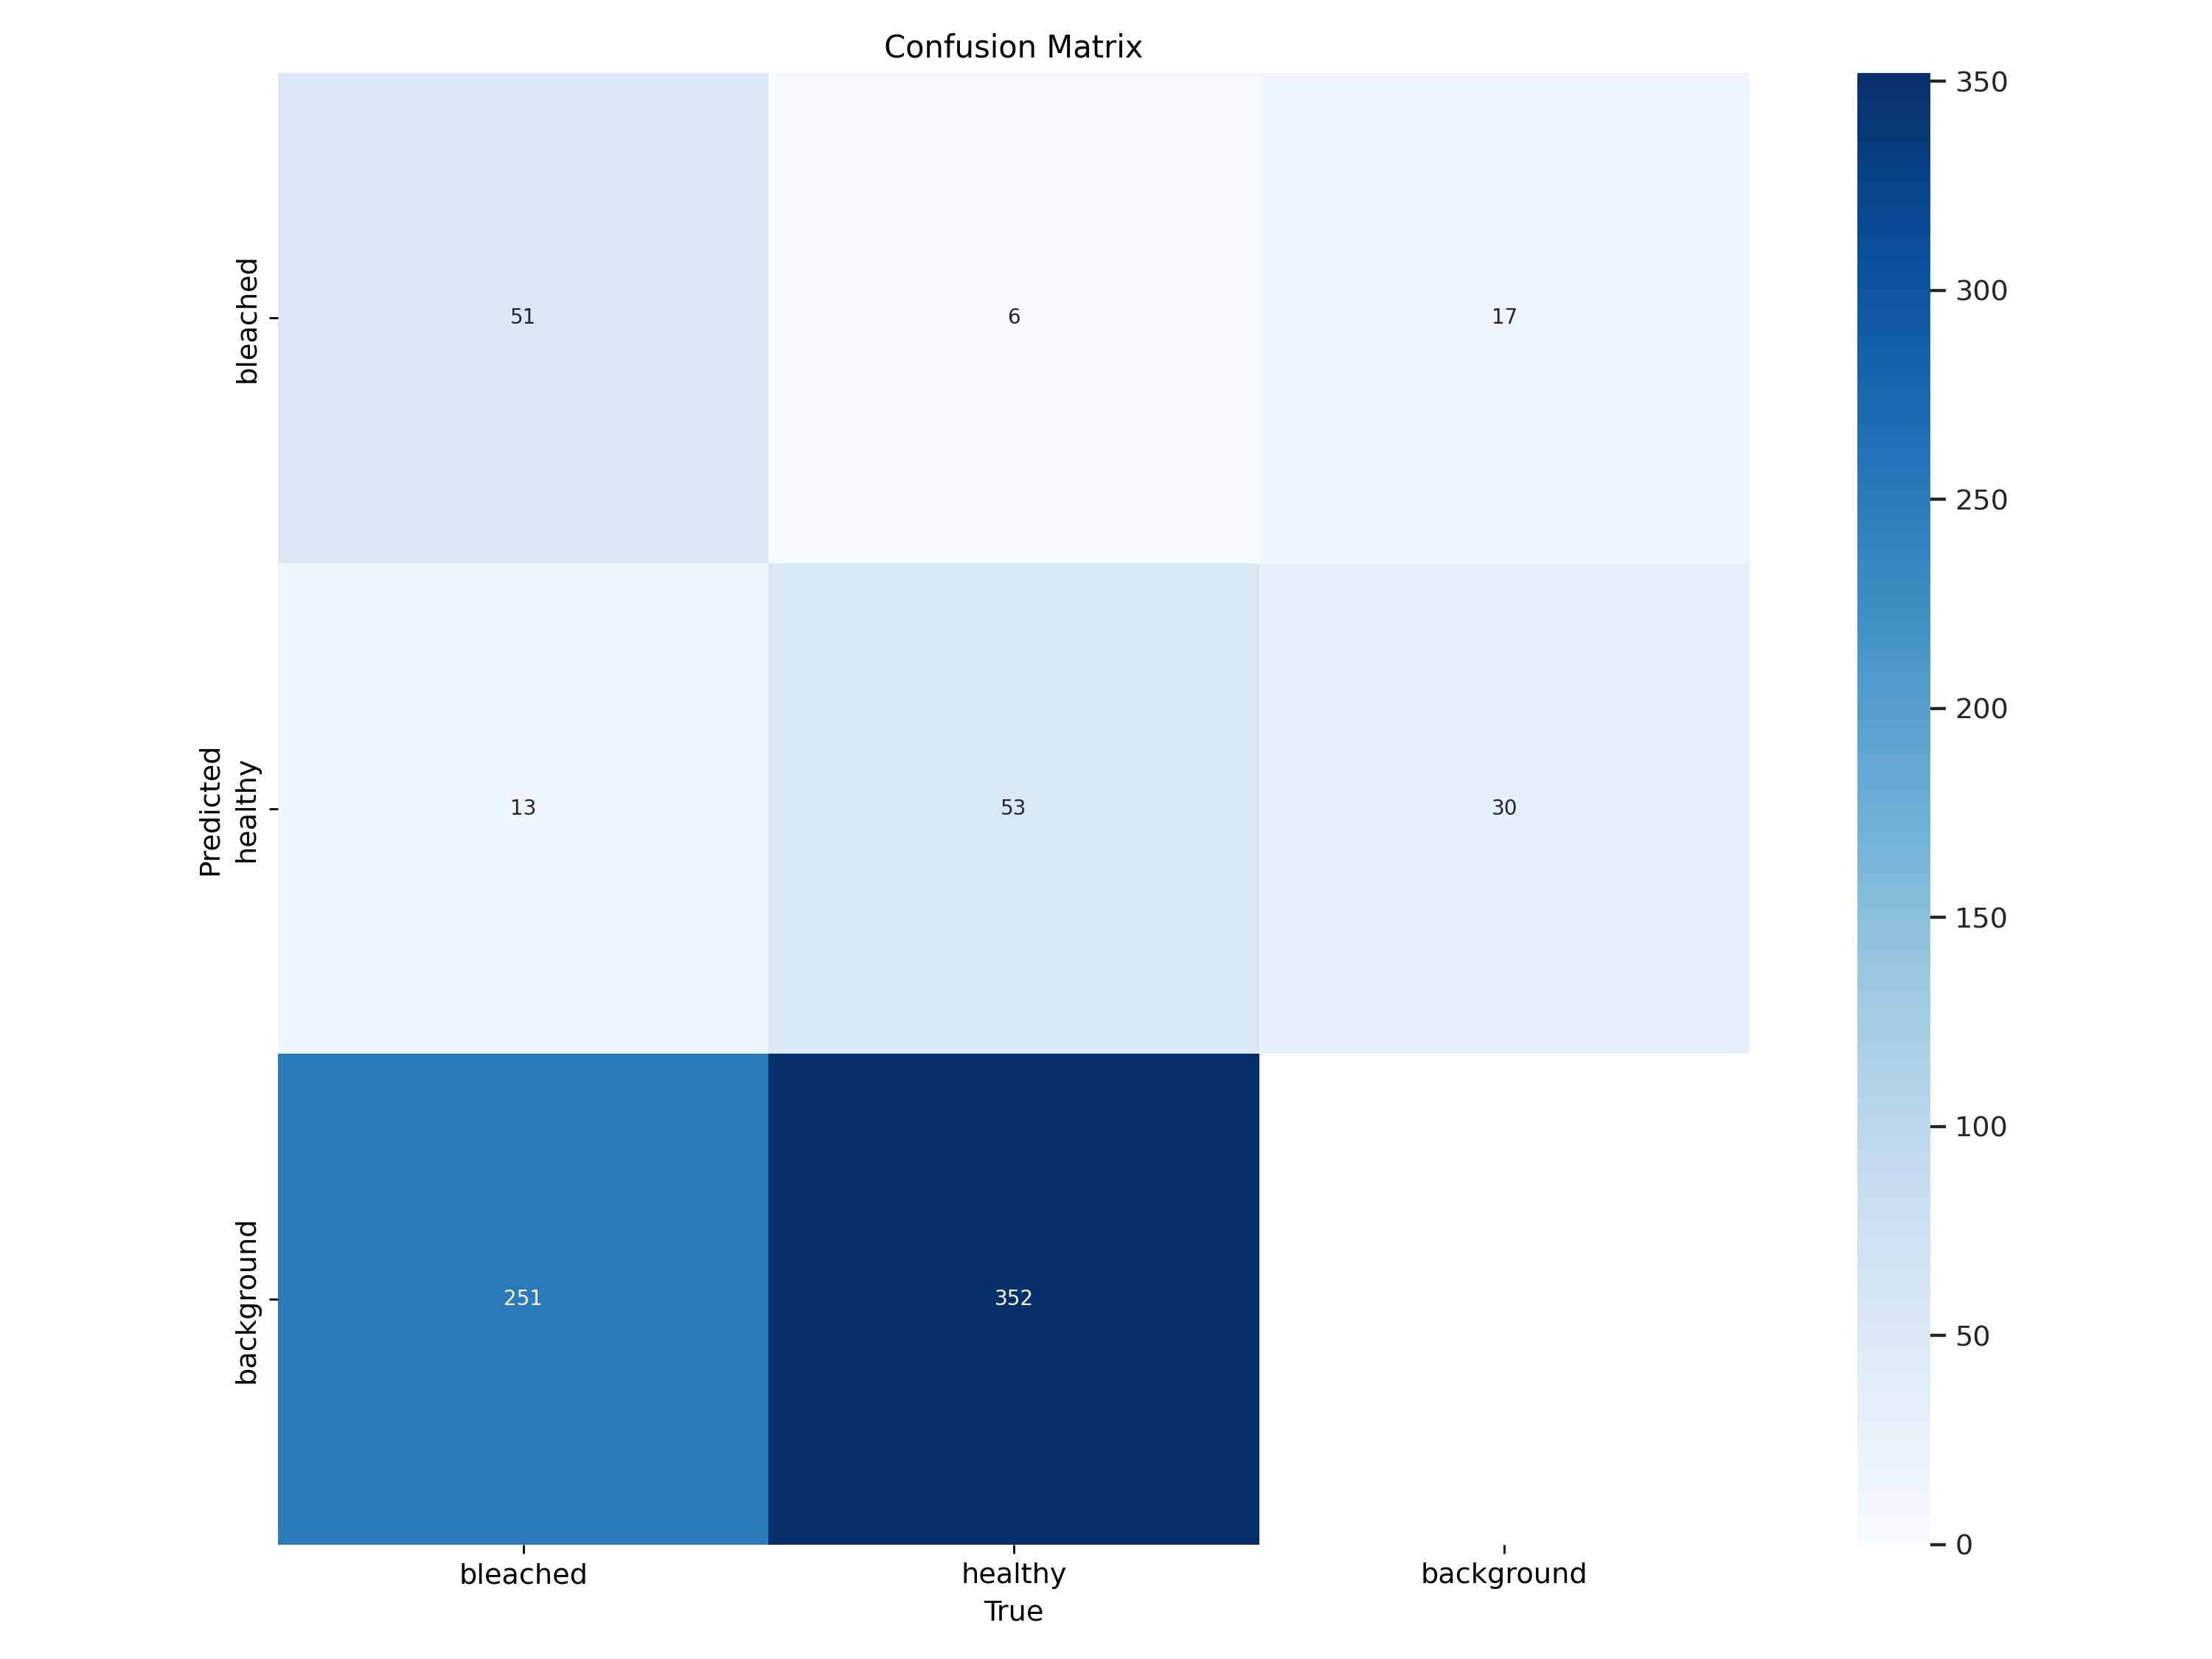 Confusion Matrix
bleached
51
6
17
Predicted
healthy
13
53
30
background
251
352
bleached
healthy
background
True
350
300
250
200
150
100
50
0